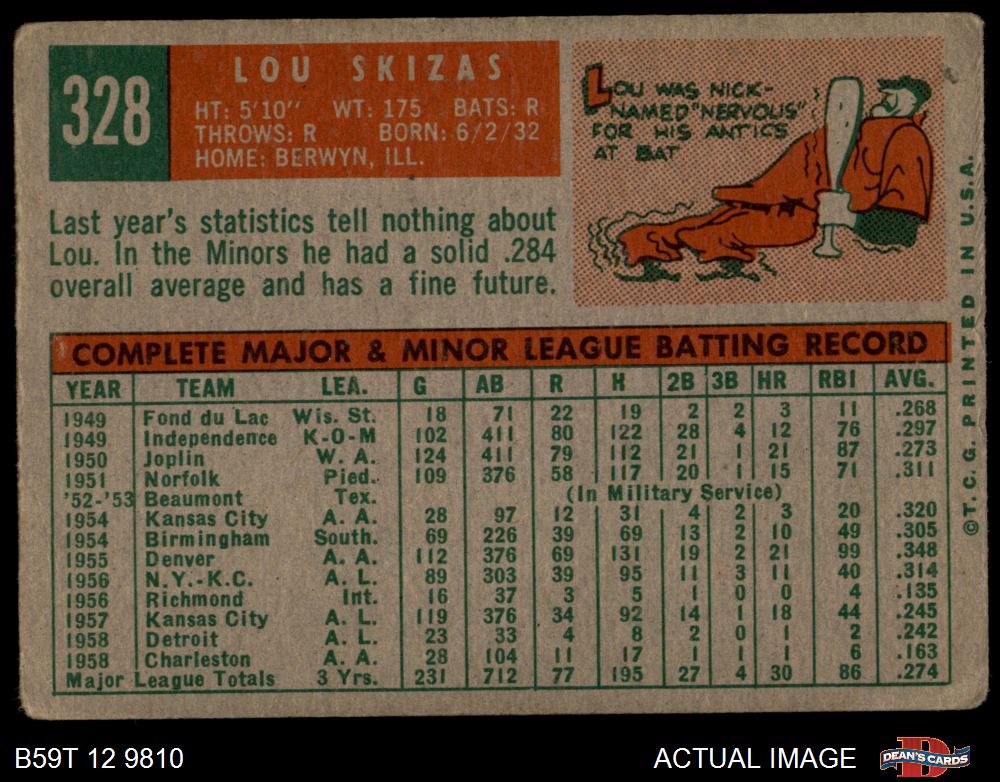 328
LOU SKIZAS
HT: 5'10" WT: 175 BATS: R
THROWS: R BORN: 6/2/32
HOME: BERWYN, ILL.
LOU WAS NICK-
NAMED "NERVOUS"
FOR HIS ANTICS
AT BAT
Last year's statistics tell nothing about
Lou. In the Minors he had a solid .284
overall average and has a fine future.
COMPLETE MAJOR & MINOR LEAGUE BATTING RECORD
YEAR TEAM LEA. G AB R H 2B 3B HR RBI AVG.
1949 Fond du Lac Wis. St. 18 71 22 19 2 2 3 11 .268
1949 Independence K-O-M 102 411 80 122 28 4 12 76 .297
1950 Joplin W. A. 124 411 79 112 21 1 21 87 .273
1951 Norfolk Pied. 109 376 58 117 20 1 15 71 .311
'52-'53 Beaumont Tex. (In Military Service)
1954 Kansas City A. A. 28 97 12 31 4 2 3 20 .320
1954 Birmingham South. 69 226 39 69 13 2 10 49 .305
1955 Denver A. A. 112 376 69 131 19 2 21 99 .348
1956 N.Y.-K.C. A. L. 89 303 39 95 11 3 11 40 .314
1956 Richmond Int. 16 37 3 5 1 0 0 4 .135
1957 Kansas City A. L. 119 376 34 92 14 1 18 44 .245
1958 Detroit A. L. 23 33 4 8 2 0 1 2 .242
1958 Charleston A. A. 28 104 11 17 1 1 1 6 .163
Major League Totals 3 Yrs. 231 712 77 195 27 4 30 86 .274
©T. C. G. PRINTED IN U.S.A.
B59T 12 9810
ACTUAL IMAGE
DEAN'S CARDS